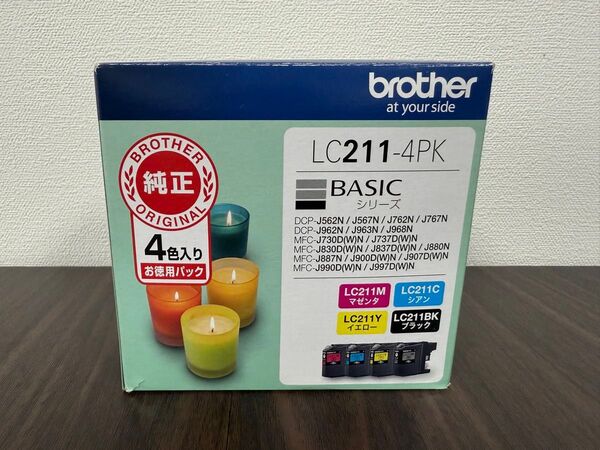 brother
at your side
BROTHER
純正
ORIGINAL
4色入り
お徳用パック
LC211-4PK
BASIC
シリーズ
DCP-J562N / J567N / J762N / J767N
DCP-J962N / J963N / J968N
MFC-J730D(W)N / J737D(W)N
MFC-J830D(W)N / J837D(W)N / J880N
MFC-J887N / J900D(W)N / J907D(W)N
MFC-J990D(W)N / J997D(W)N
LC211M
マゼンタ
LC211C
シアン
LC211Y
イエロー
LC211BK
ブラック